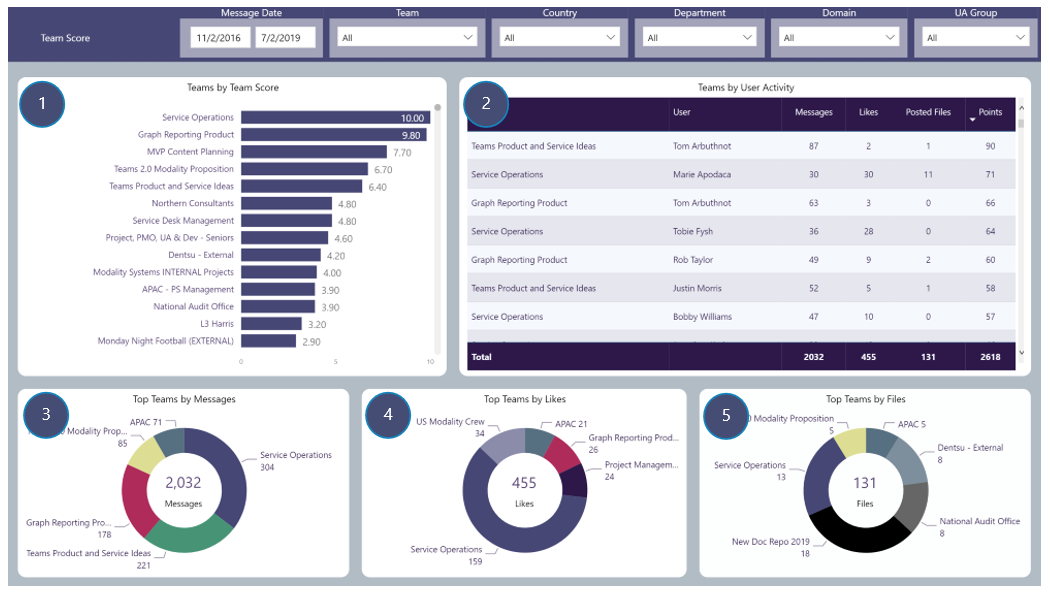 Message Date
Team
Country
Department
Domain
UA Group
Team Score
11/2/2016
7/2/2019
All
All
All
All
All
1
Teams by Team Score
Service Operations 10.00
Graph Reporting Product 9.80
MVP Content Planning 7.70
Teams 2.0 Modality Proposition 6.70
Teams Product and Service Ideas 6.40
Northern Consultants 4.80
Service Desk Management 4.80
Project, PMO, UA & Dev - Seniors 4.60
Dentsu - External 4.20
Modality Systems INTERNAL Projects 4.00
APAC - PS Management 3.90
National Audit Office 3.90
L3 Harris 3.20
Monday Night Football (EXTERNAL) 2.90
0 5 10
2
Teams by User Activity
User Messages Likes Posted Files Points
Teams Product and Service Ideas Tom Arbuthnot 87 2 1 90
Service Operations Marie Apodaca 30 30 11 71
Graph Reporting Product Tom Arbuthnot 63 3 0 66
Service Operations Tobie Fysh 36 28 0 64
Graph Reporting Product Rob Taylor 49 9 2 60
Teams Product and Service Ideas Justin Morris 52 5 1 58
Service Operations Bobby Williams 47 10 0 57
Total 2032 455 131 2618
3
Top Teams by Messages
APAC 71
0 Modality Prop...
85
Service Operations
304
2,032
Messages
Graph Reporting Pro...
178
Teams Product and Service Ideas
221
4
Top Teams by Likes
US Modality Crew
34
APAC 21
Graph Reporting Prod...
26
Project Managem...
24
455
Likes
Service Operations
159
5
Top Teams by Files
0 Modality Proposition
5
APAC 5
Dentsu - External
8
Service Operations
13
131
Files
National Audit Office
8
New Doc Repo 2019
18